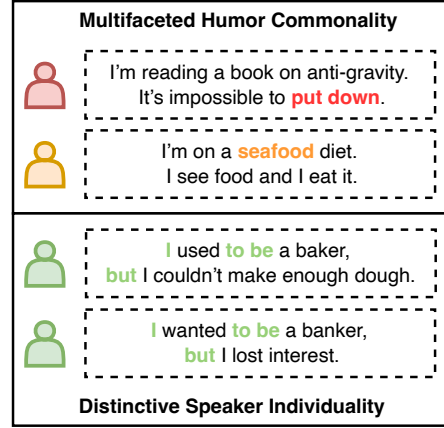 Multifaceted Humor Commonality
I'm reading a book on anti-gravity.
It's impossible to put down.
I'm on a seafood diet.
I see food and I eat it.
I used to be a baker,
but I couldn't make enough dough.
I wanted to be a banker,
but I lost interest.
Distinctive Speaker Individuality